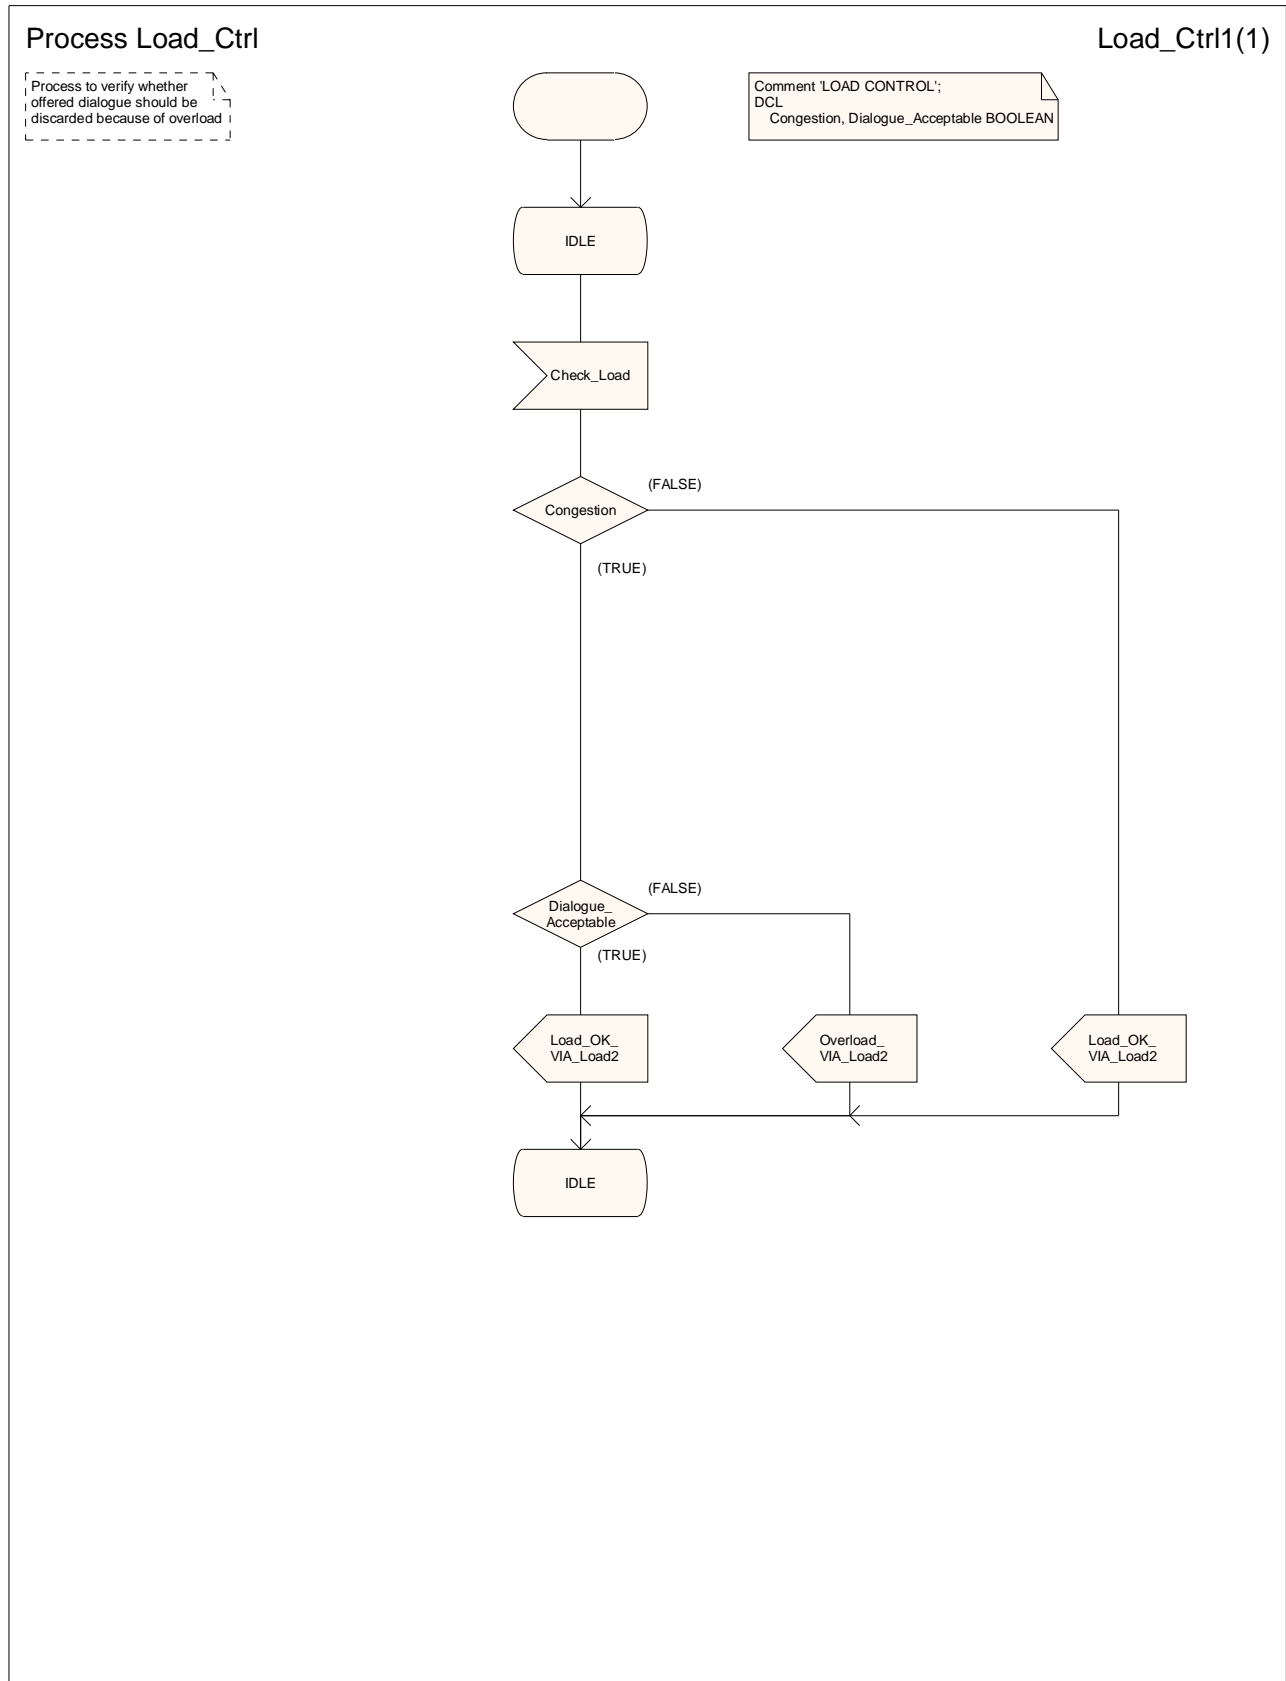 Process Load_Ctrl
Load_Ctrl1(1)
Process to verify whether
offered dialogue should be
discarded because of overload
Comment 'LOAD CONTROL';
DCL
Congestion, Dialogue_Acceptable BOOLEAN
IDLE
Check_Load
(FALSE)
Congestion
(TRUE)
(FALSE)
Dialogue_
Acceptable
(TRUE)
Load_OK_
VIA_Load2
Overload_
VIA_Load2
Load_OK_
VIA_Load2
IDLE